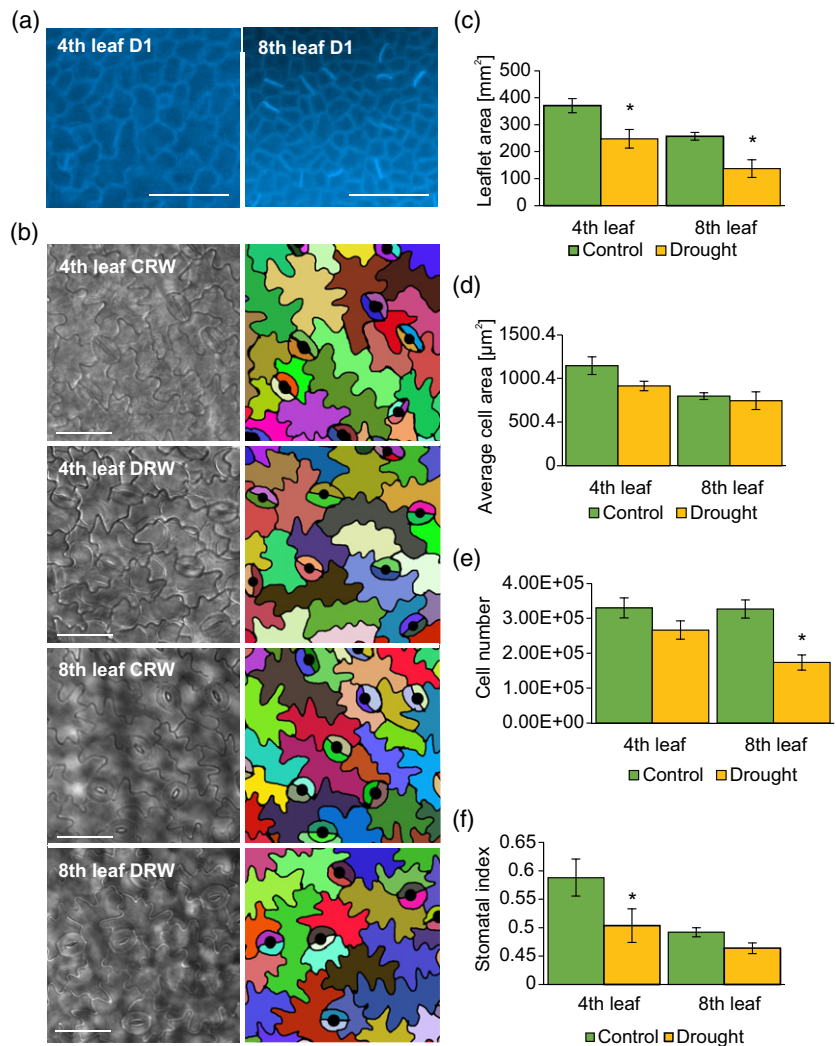 (a)
4th leaf D1
8th leaf D1
(b)
4th leaf CRW
4th leaf DRW
8th leaf CRW
8th leaf DRW
(c)
Leaflet area [mm²]
500
400
300
200
100
0
* *
4th leaf 8th leaf
Control Drought
(d)
Average cell area [µm²]
1500.4
1000.4
500.4
0
4th leaf 8th leaf
Control Drought
(e)
Cell number
4.00E+05
3.00E+05
2.00E+05
1.00E+05
0.00E+00
*
4th leaf 8th leaf
Control Drought
(f)
Stomatal index
0.65
0.6
0.55
0.5
0.45
0
*
4th leaf 8th leaf
Control Drought